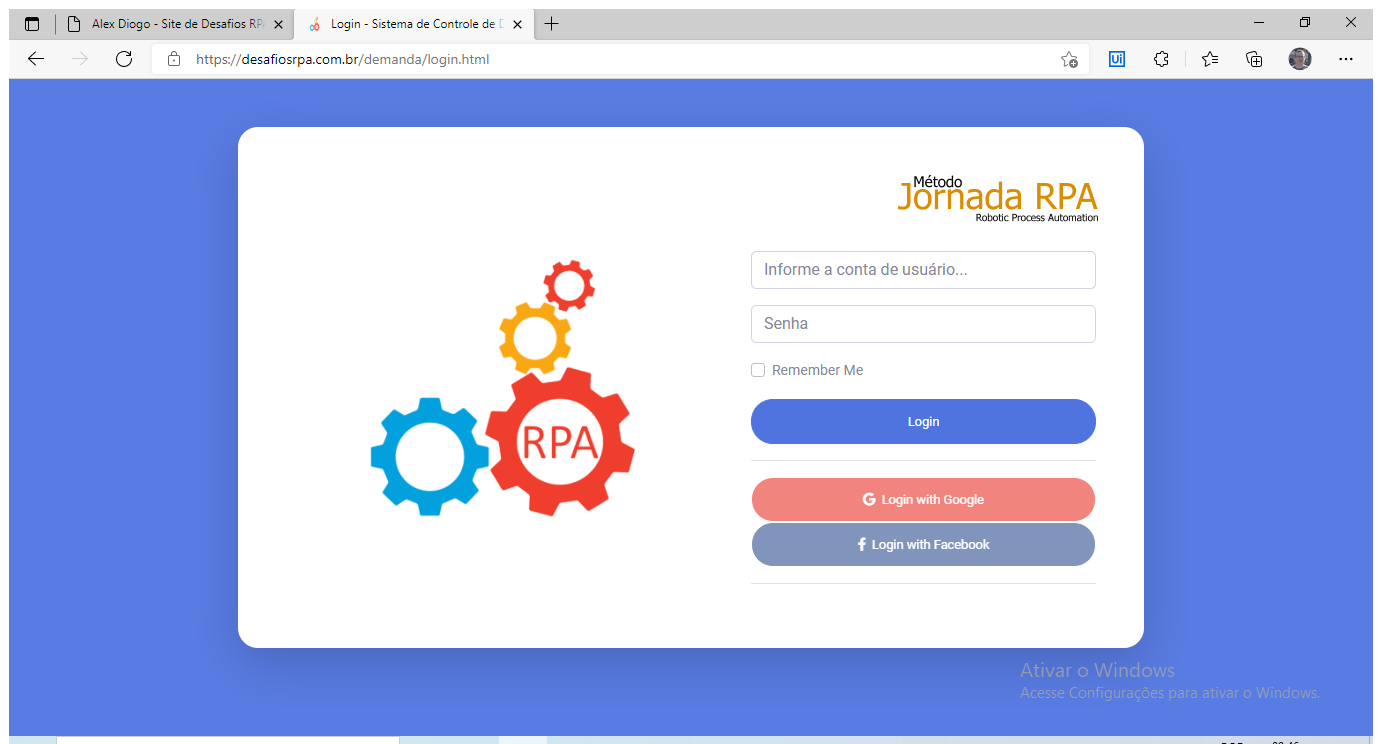 Alex Diogo - Site de Desafios RP
Login - Sistema de Controle de D
https://desafiosrpa.com.br/demanda/login.html
Ui
Método
Jornada RPA
Robotic Process Automation
Informe a conta de usuário...
Senha
Remember Me
Login
RPA
G Login with Google
f Login with Facebook
Ativar o Windows
Acesse Configurações para ativar o Windows.